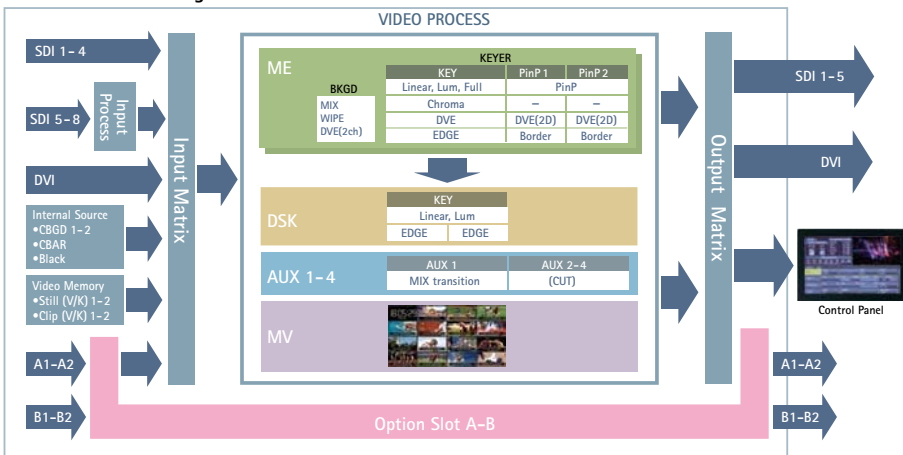 VIDEO PROCESS
SDI 1-4
SDI 5-8
Input Process
DVI
Internal Source
•CBGD 1-2
•CBAR
•Black
Video Memory
•Still (V/K) 1-2
•Clip (V/K) 1-2
A1-A2
B1-B2
Input Matrix
ME
BKGD
MIX
WIPE
DVE(2ch)
KEYER
KEY PinP 1 PinP 2
Linear, Lum, Full PinP
Chroma – –
DVE DVE(2D) DVE(2D)
EDGE Border Border
DSK
KEY
Linear, Lum
EDGE EDGE
AUX 1-4
AUX 1 AUX 2-4
MIX transition (CUT)
MV
Output Matrix
SDI 1-5
DVI
Control Panel
A1-A2
B1-B2
Option Slot A-B